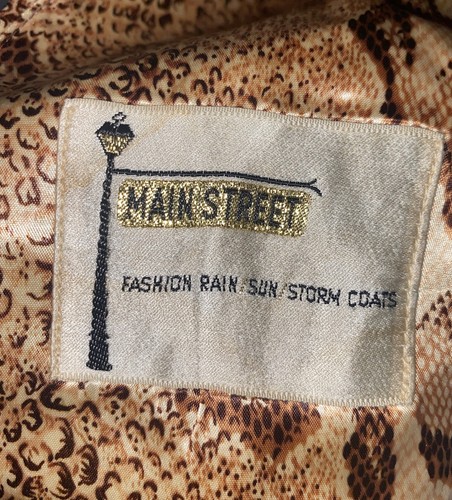 MAIN STREET
FASHION RAIN/SUN/STORM COATS